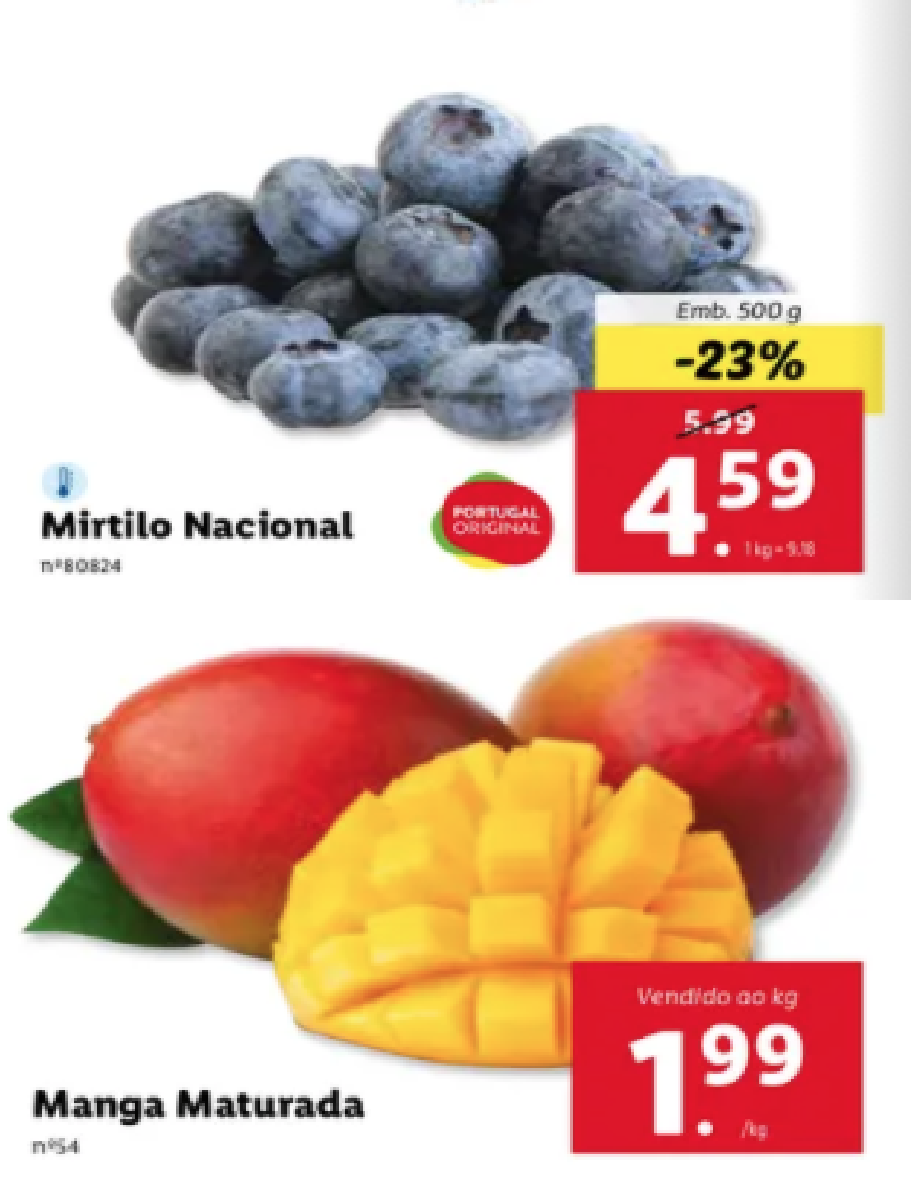 Emb. 500 g
-23%
5.99
4.59
1 kg = 9.18
PORTUGAL
ORIGINAL
Mirtilo Nacional
nº80824
Vendido ao kg
1.99
/kg
Manga Maturada
nº54